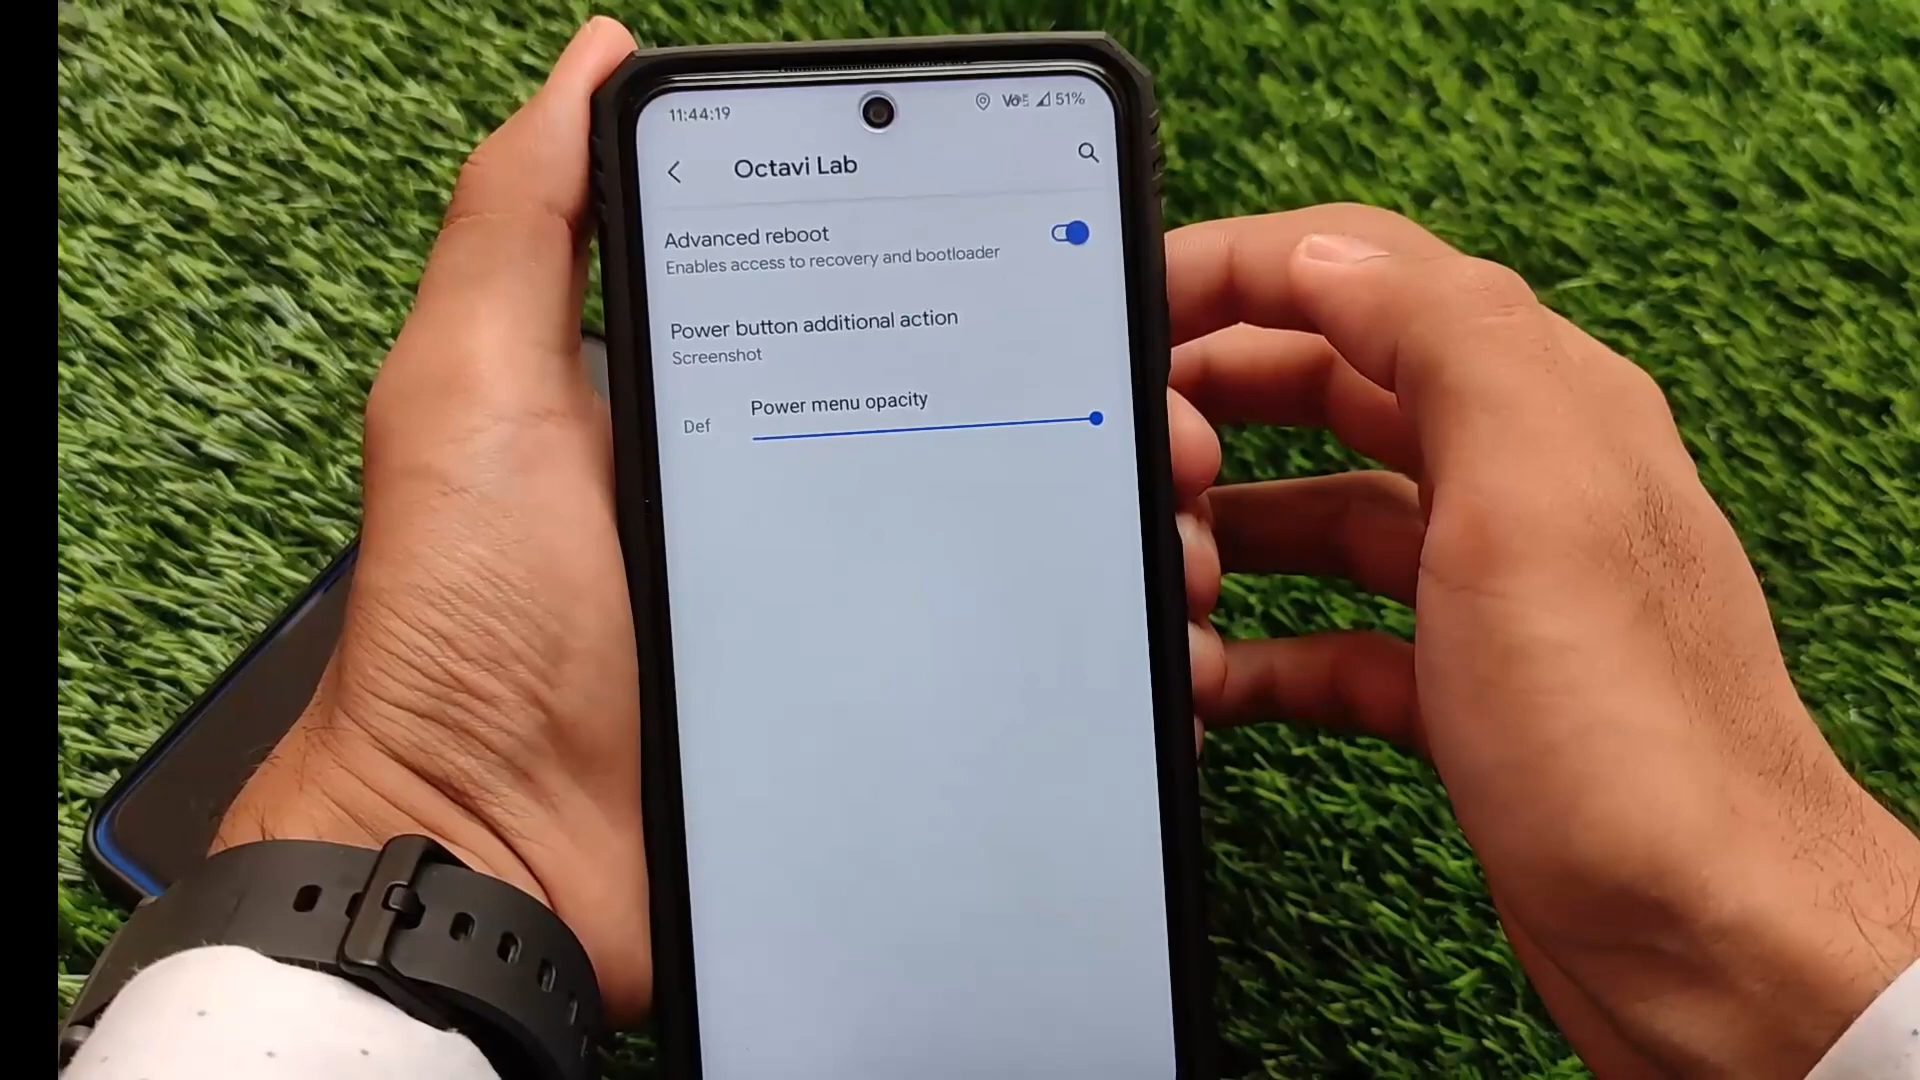 11:44:19
51%
Octavi Lab
Advanced reboot
Enables access to recovery and bootloader
Power button additional action
Screenshot
Power menu opacity
Def